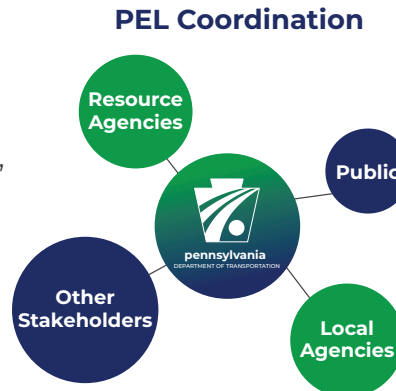 PEL Coordination
Resource
Agencies
,
Public
pennsylvania
DEPARTMENT OF TRANSPORTATION
Other
Stakeholders
Local
Agencies